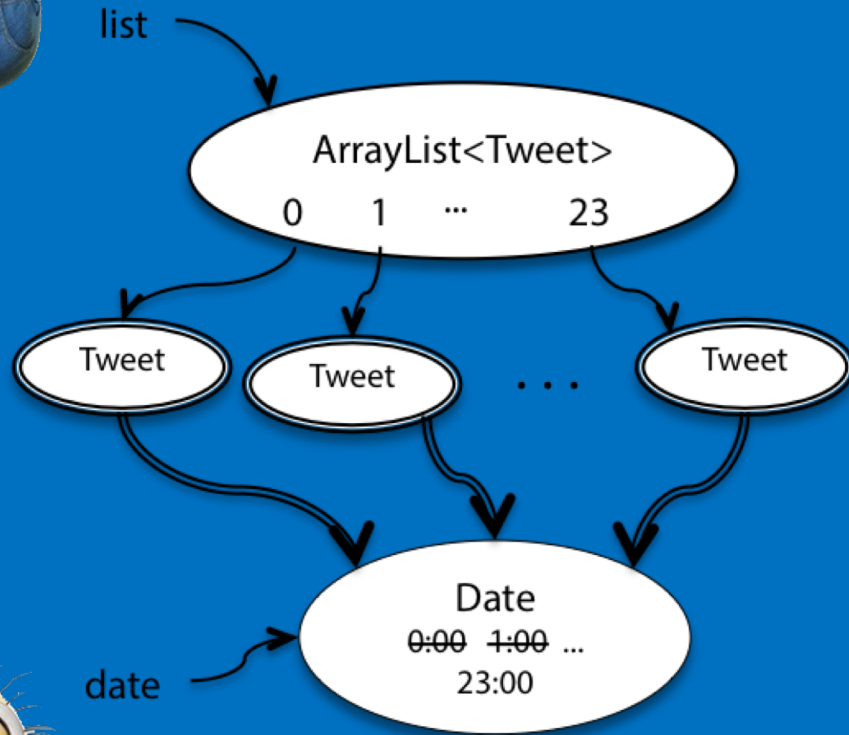 list
ArrayList<Tweet>
0 1 ... 23
Tweet
Tweet
. . .
Tweet
Date
0:00 1:00 ...
23:00
date